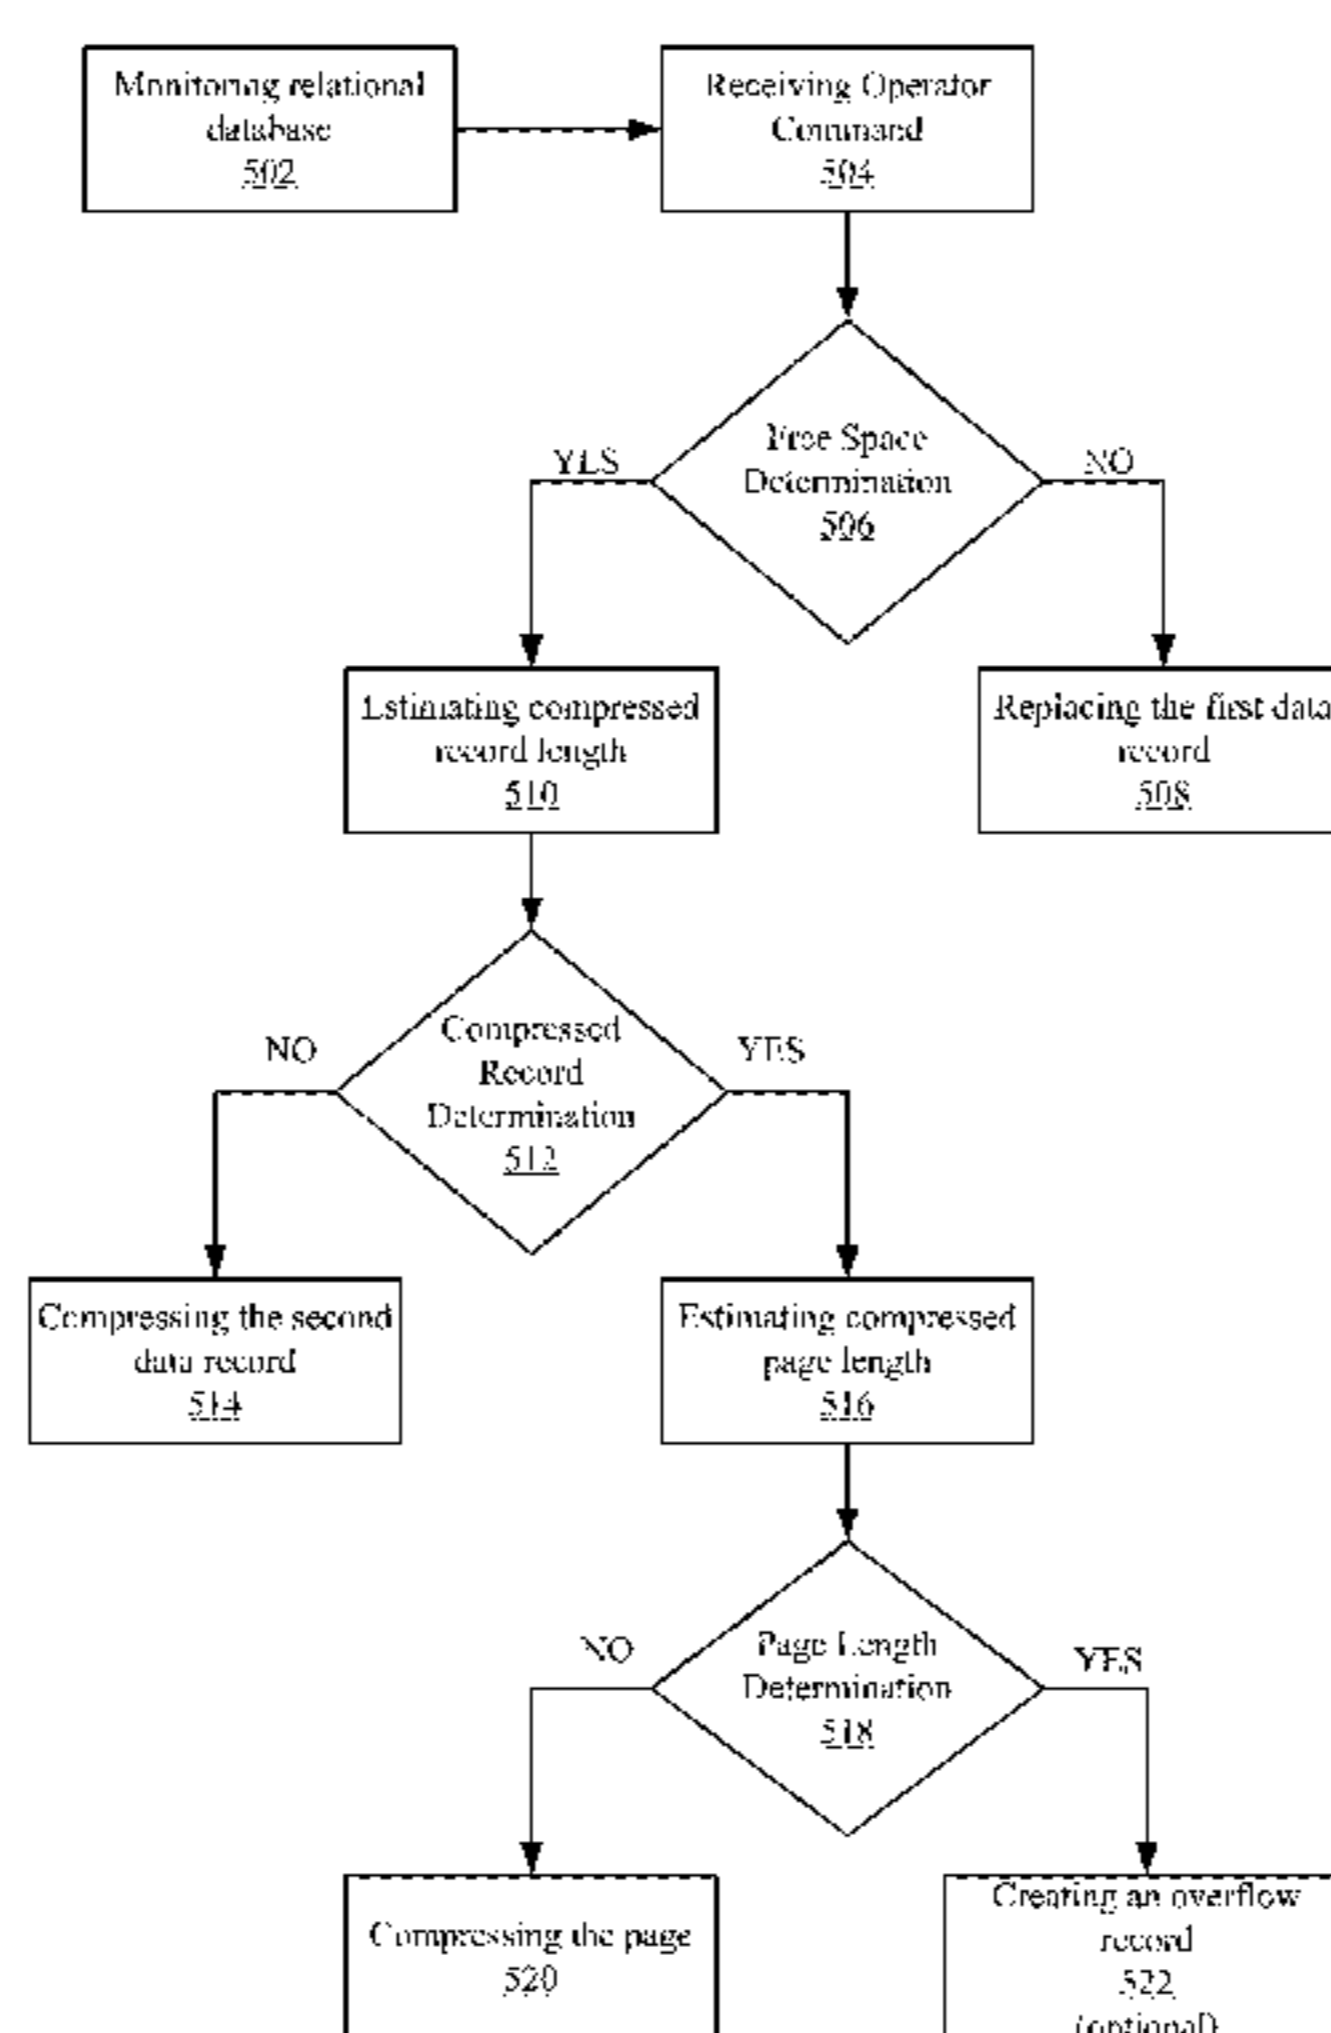 Monitoring relational
database
502
Receiving Operator
Command
504
Free Space
Determination
506
YES
NO
Estimating compressed
record length
510
Replacing the first data
record
508
Compressed
Record
Determination
512
NO
YES
Compressing the second
data record
514
Estimating compressed
page length
516
Page Length
Determination
518
NO
YES
Compressing the page
520
Creating an overflow
record
522
(optional)